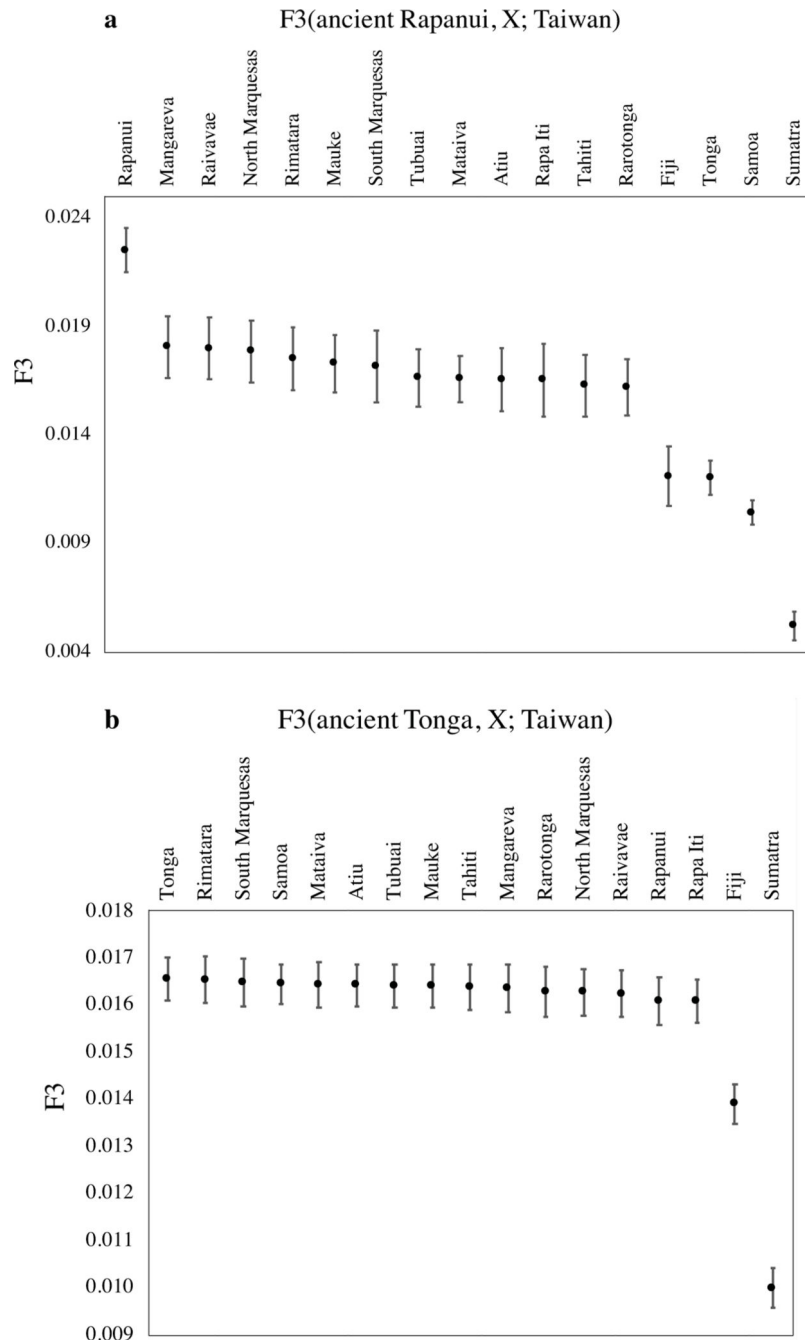 a F3(ancient Rapanui, X; Taiwan)
Rapanui
Mangareva
Raivavae
North Marquesas
Rimatara
Mauke
South Marquesas
Tubuai
Mataiva
Atiu
Rapa Iti
Tahiti
Rarotonga
Fiji
Tonga
Samoa
Sumatra
0.024
0.019
0.014
0.009
0.004
F3
b F3(ancient Tonga, X; Taiwan)
Tonga
Rimatara
South Marquesas
Samoa
Mataiva
Atiu
Tubuai
Mauke
Tahiti
Mangareva
Rarotonga
North Marquesas
Raivavae
Rapanui
Rapa Iti
Fiji
Sumatra
0.018
0.017
0.016
0.015
0.014
0.013
0.012
0.011
0.010
0.009
F3